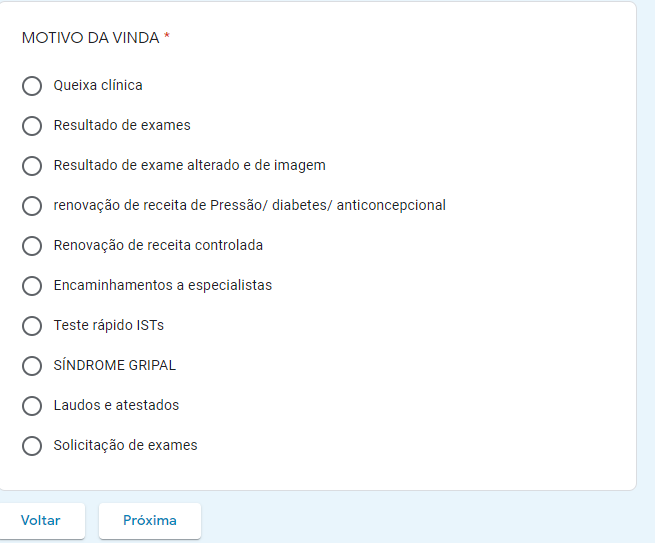 MOTIVO DA VINDA *
Queixa clínica
Resultado de exames
Resultado de exame alterado e de imagem
renovação de receita de Pressão/ diabetes/ anticoncepcional
Renovação de receita controlada
Encaminhamentos a especialistas
Teste rápido ISTs
SÍNDROME GRIPAL
Laudos e atestados
Solicitação de exames
Voltar Próxima